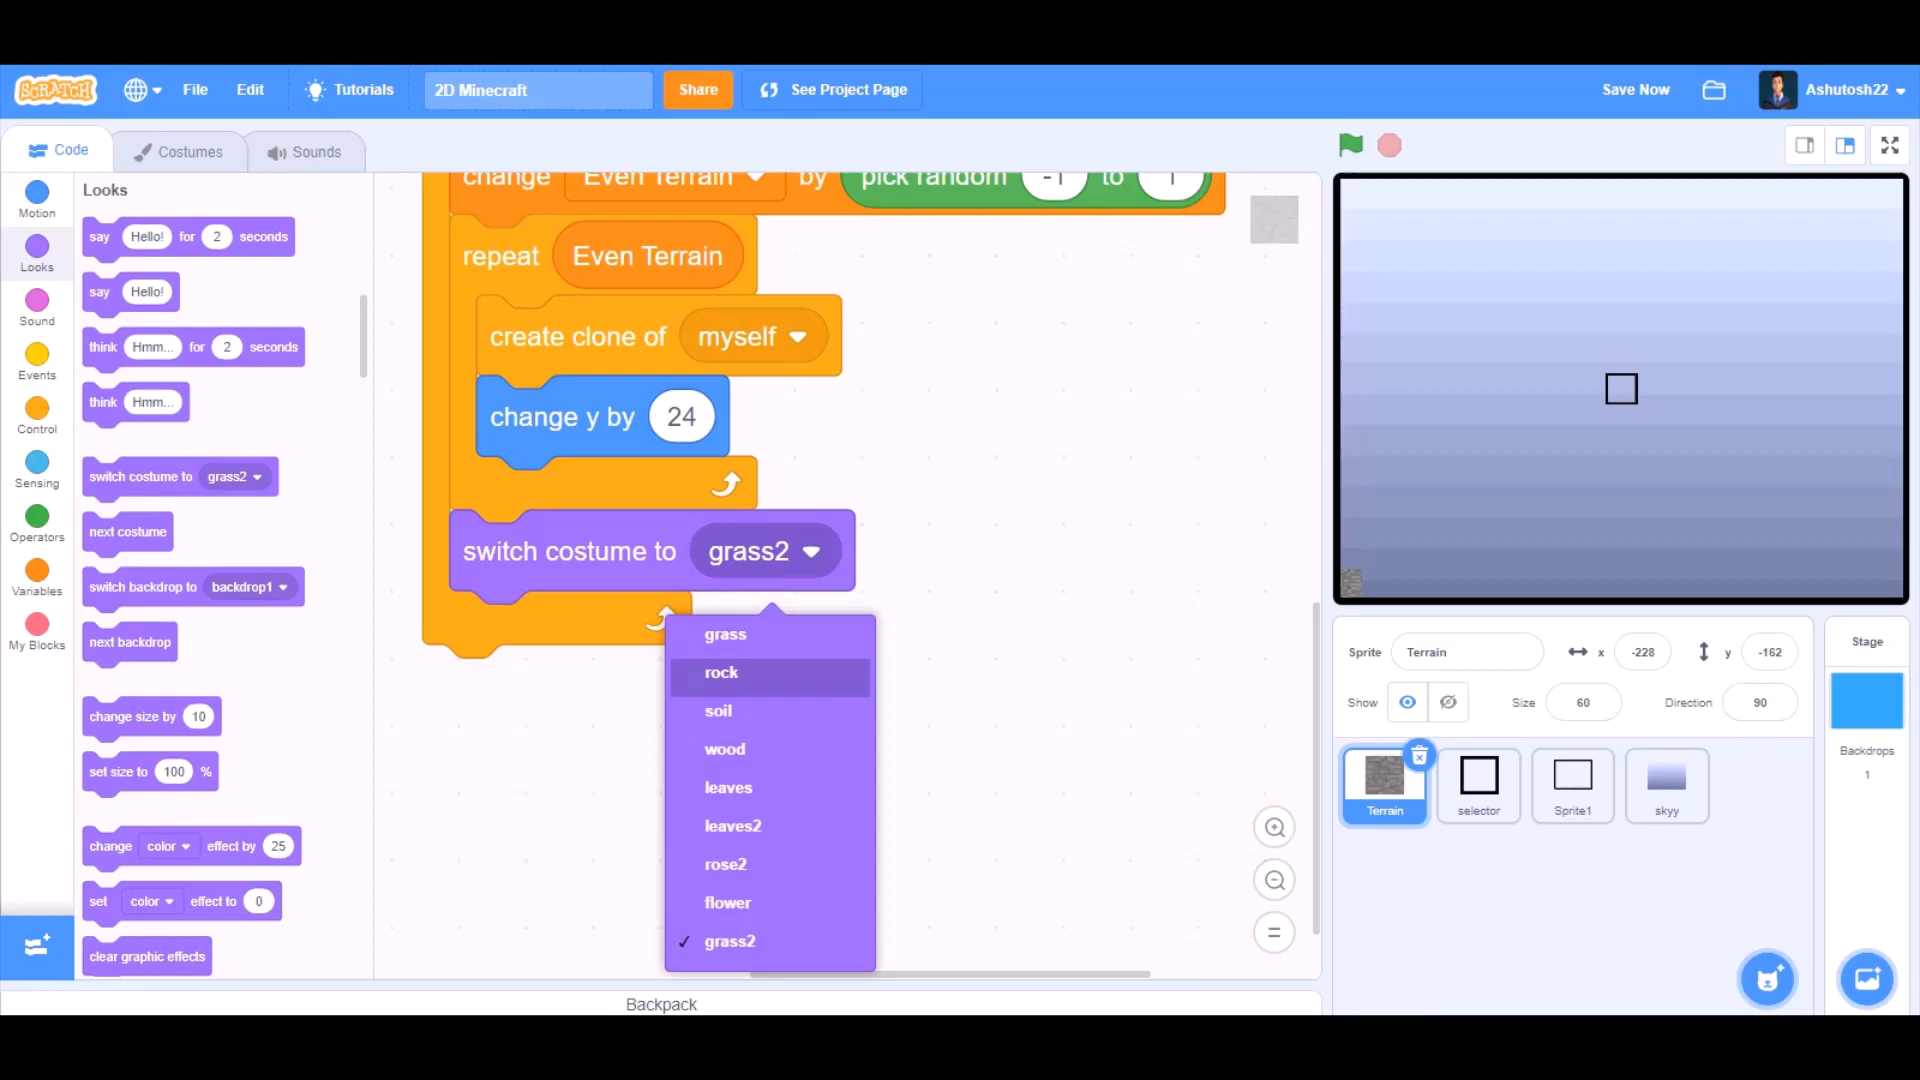 SCRATCH File Edit Tutorials 2D Minecraft Share See Project Page Save Now Ashutosh22
Code Costumes Sounds
Motion
Looks
Sound
Events
Control
Sensing
Operators
Variables
My Blocks
Looks
say Hello! for 2 seconds
say Hello!
think Hmm... for 2 seconds
think Hmm...
switch costume to grass2
next costume
switch backdrop to backdrop1
next backdrop
change size by 10
set size to 100 %
change color effect by 25
set color effect to 0
clear graphic effects
change Even Terrain by pick random -1 to 1
repeat Even Terrain
create clone of myself
change y by 24
switch costume to grass2
grass
rock
soil
wood
leaves
leaves2
rose2
flower
✓ grass2
Backpack
Sprite Terrain x -228 y -162
Show Size 60 Direction 90
Terrain selector Sprite1 skyy
Stage
Backdrops
1